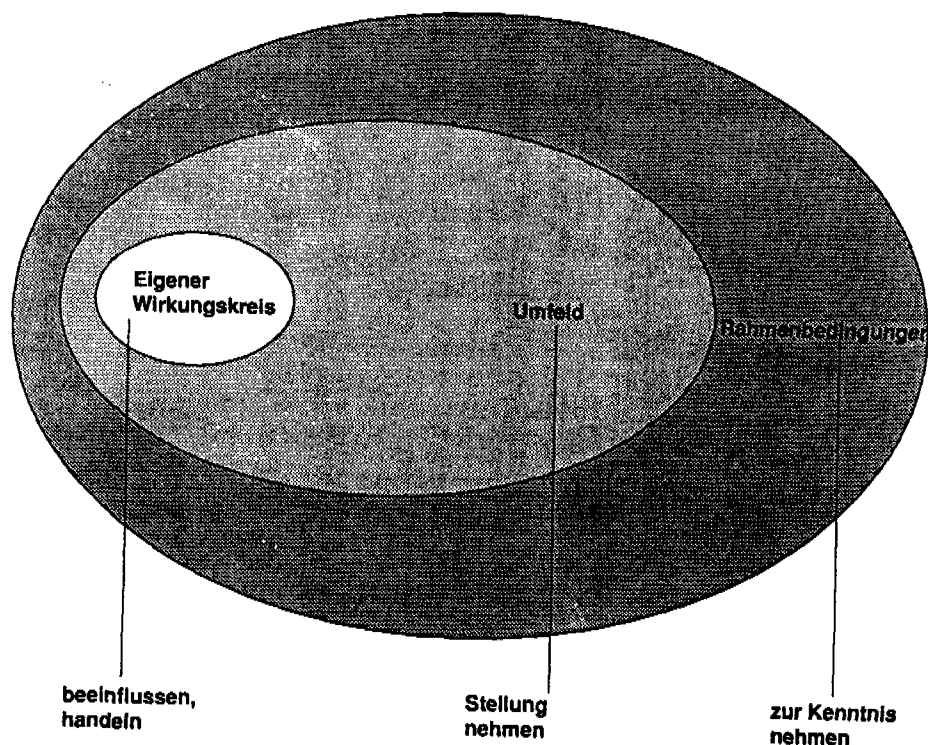 Eigener
Wirkungskreis
Umfeld
Rahmenbedingungen
beeinflussen,
handeln
Stellung
nehmen
zur Kenntnis
nehmen